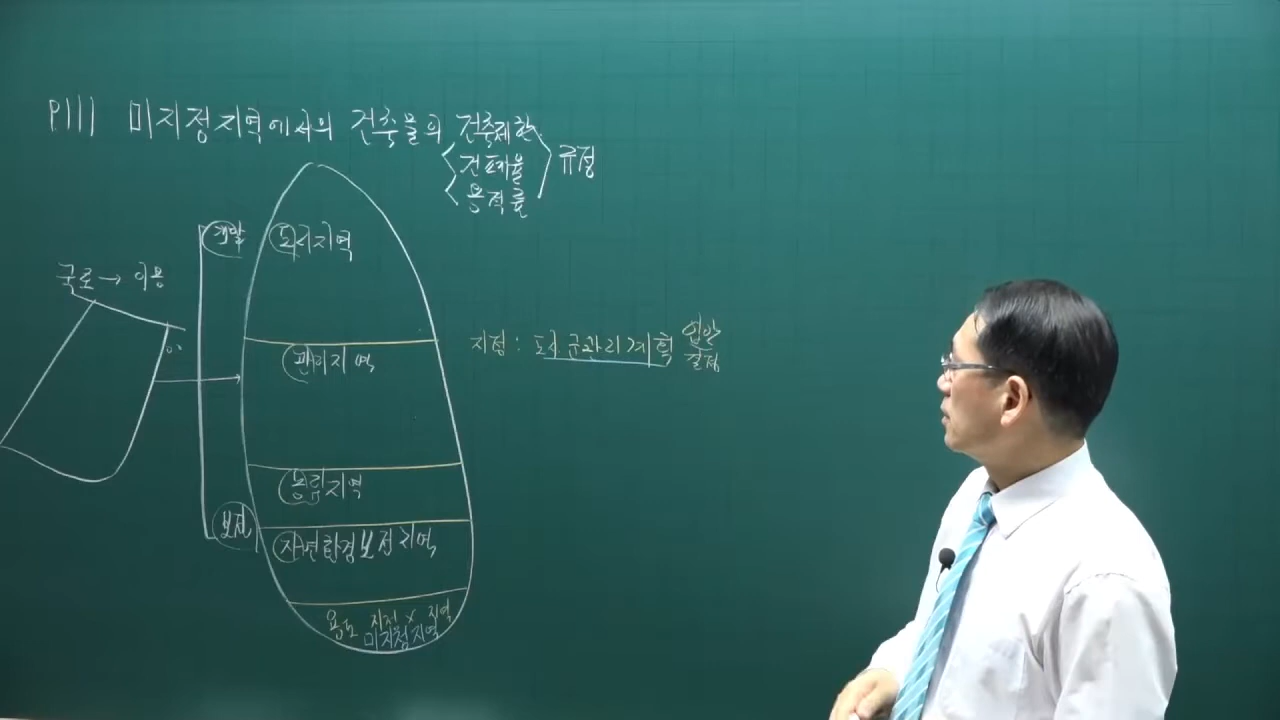 P111 미지정지역에서의 건축물의 건축제한
건폐율
용적률
규정
개발
도시지역
국토 → 이용
관리지역
지정 : 도시군관리계획 입안
결정
농림지역
보전
자연환경보전지역
용도 지정 x 지역
미지정지역